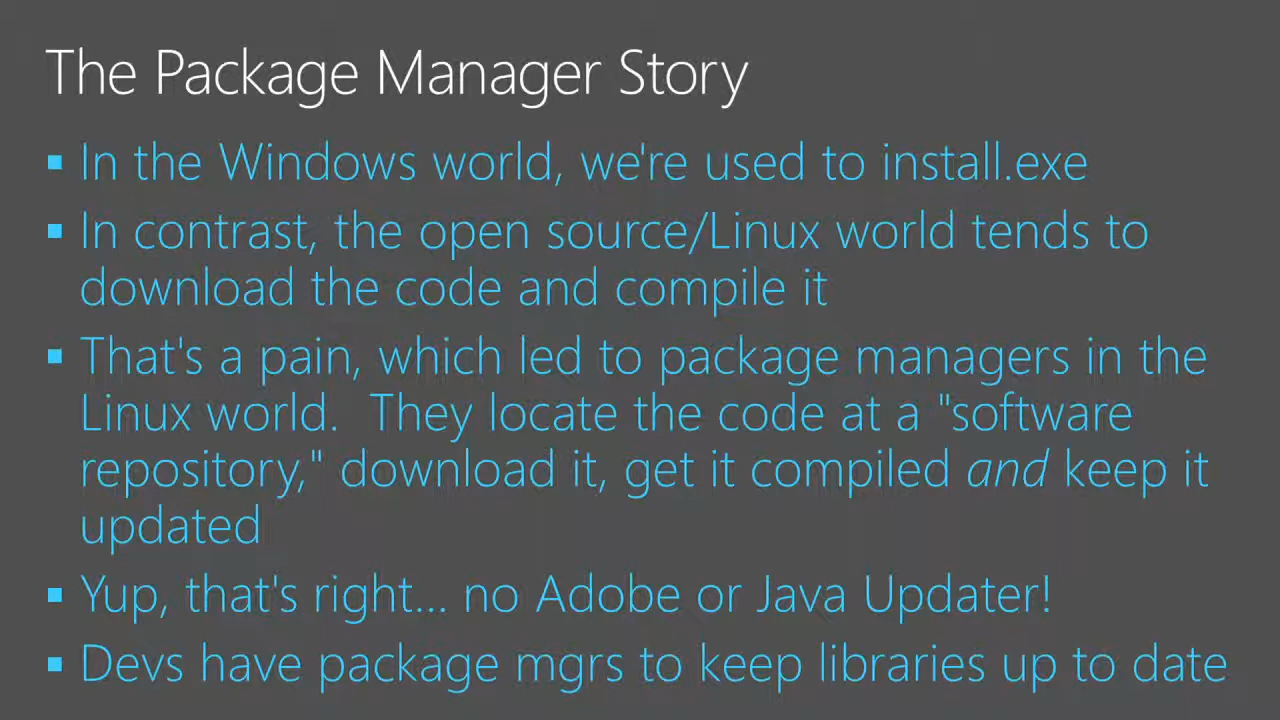 The Package Manager Story
▪ In the Windows world, we're used to install.exe
▪ In contrast, the open source/Linux world tends to
download the code and compile it
▪ That's a pain, which led to package managers in the
Linux world.  They locate the code at a "software
repository," download it, get it compiled and keep it
updated
▪ Yup, that's right... no Adobe or Java Updater!
▪ Devs have package mgrs to keep libraries up to date